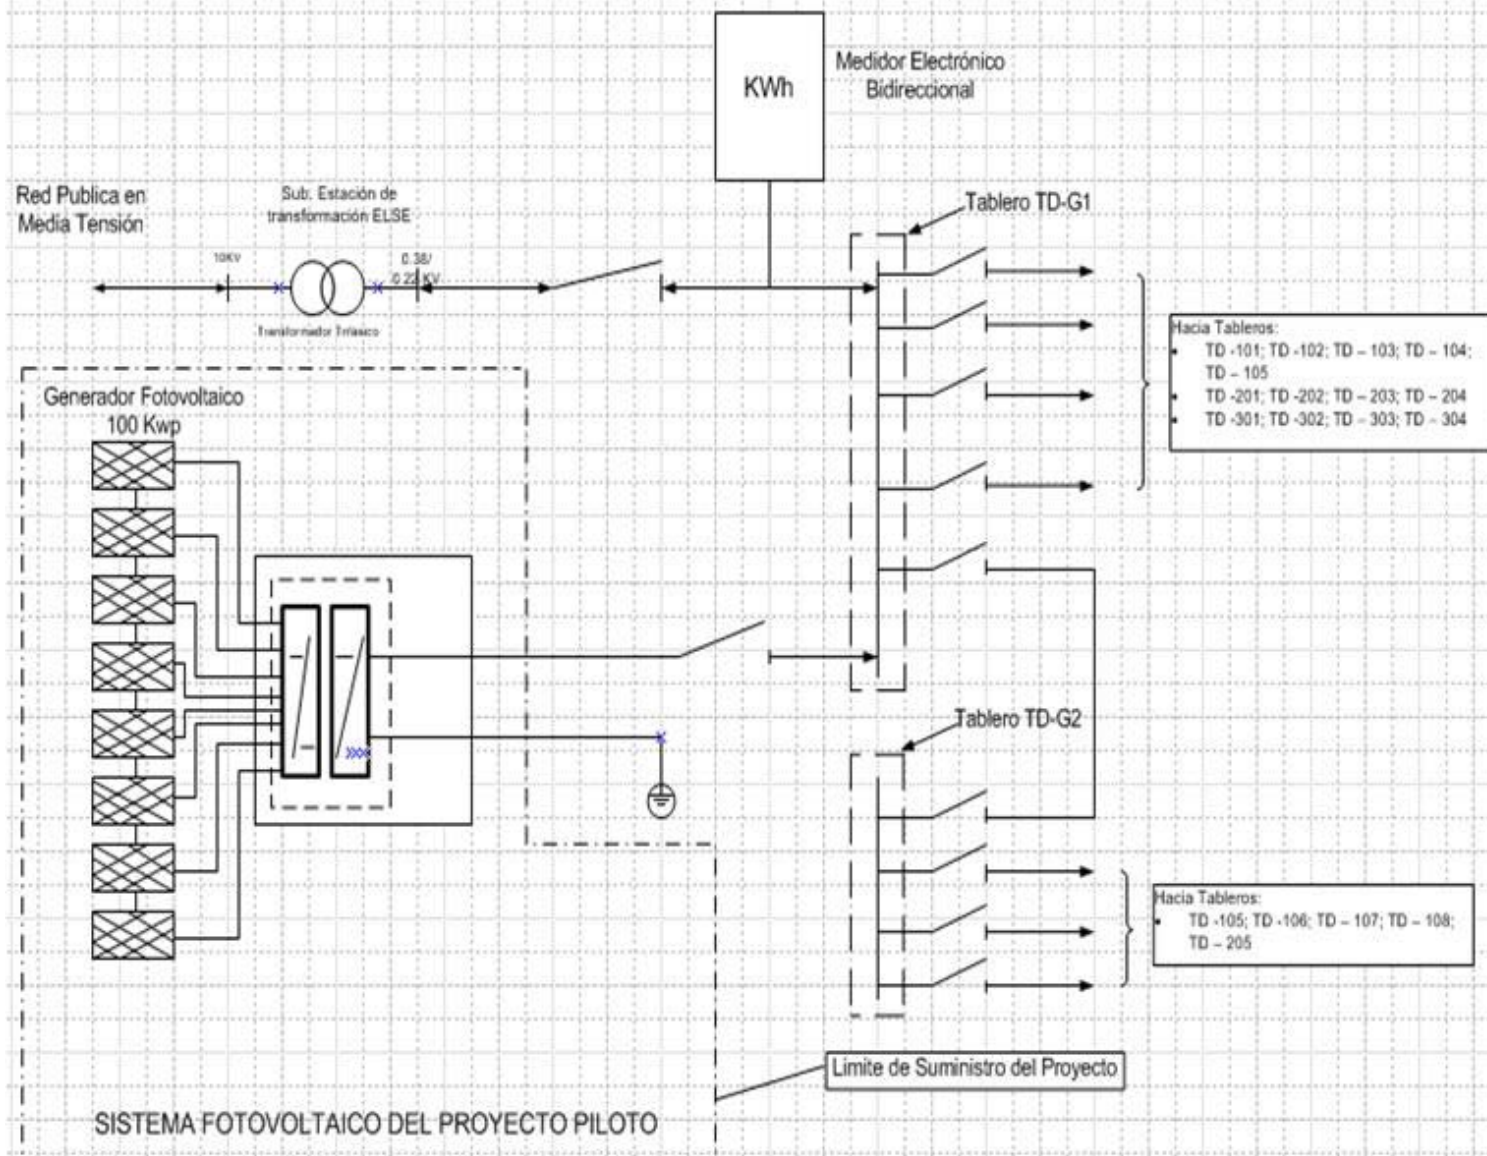 KWh
Medidor Electrónico
Bidireccional
Red Publica en
Media Tensión
Sub. Estación de
transformación ELSE
10KV
0.38/
0.22 KV
Transformador Trifasico
Tablero TD-G1
Hacia Tableros:
• TD -101; TD -102; TD – 103; TD – 104;
TD – 105
• TD -201; TD -202; TD – 203; TD – 204
• TD -301; TD -302; TD – 303; TD – 304
Generador Fotovoltaico
100 Kwp
Tablero TD-G2
Hacia Tableros:
• TD -105; TD -106; TD – 107; TD – 108;
TD – 205
Limite de Suministro del Proyecto
SISTEMA FOTOVOLTAICO DEL PROYECTO PILOTO